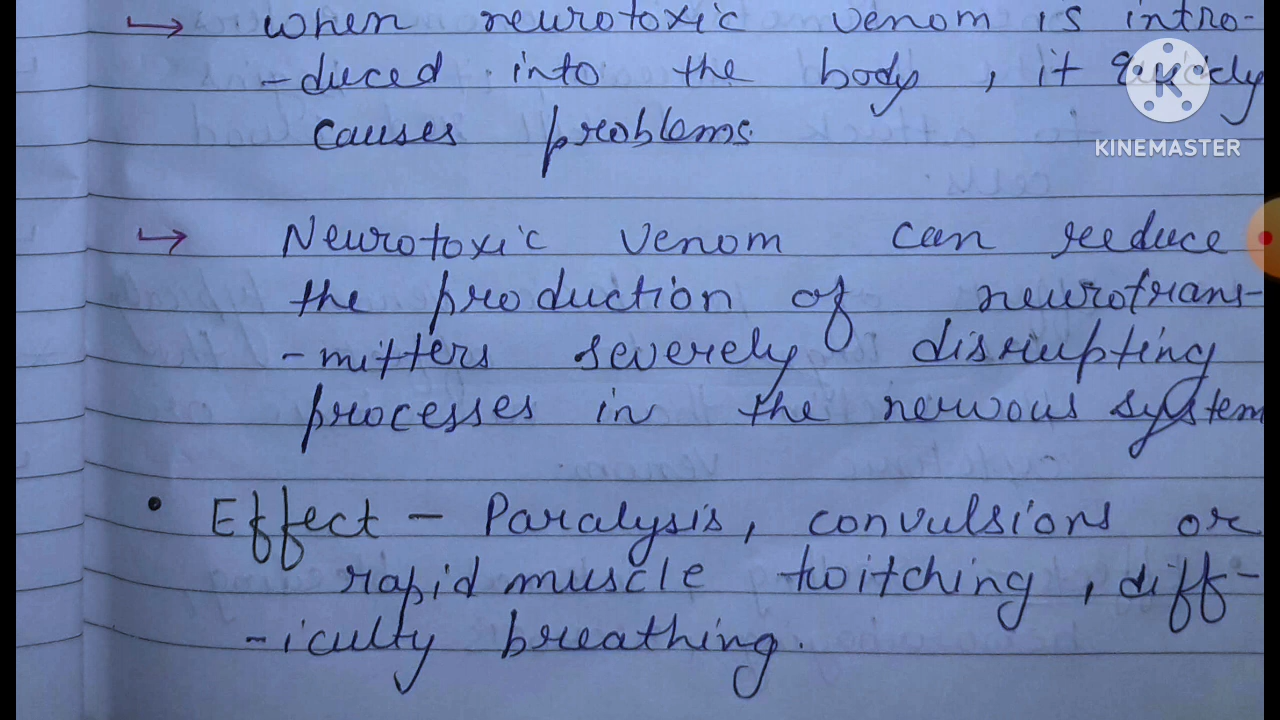 ↳ when neurotoxic venom is intro-
-duced into the body, it quickly
causes problems.
KINEMASTER
↳ Neurotoxic venom can reduce
the production of neurotrans-
-mitters severely disrupting
processes in the nervous system
• Effect - Paralysis, convulsions or
rapid muscle twitching, diff-
-iculty breathing.